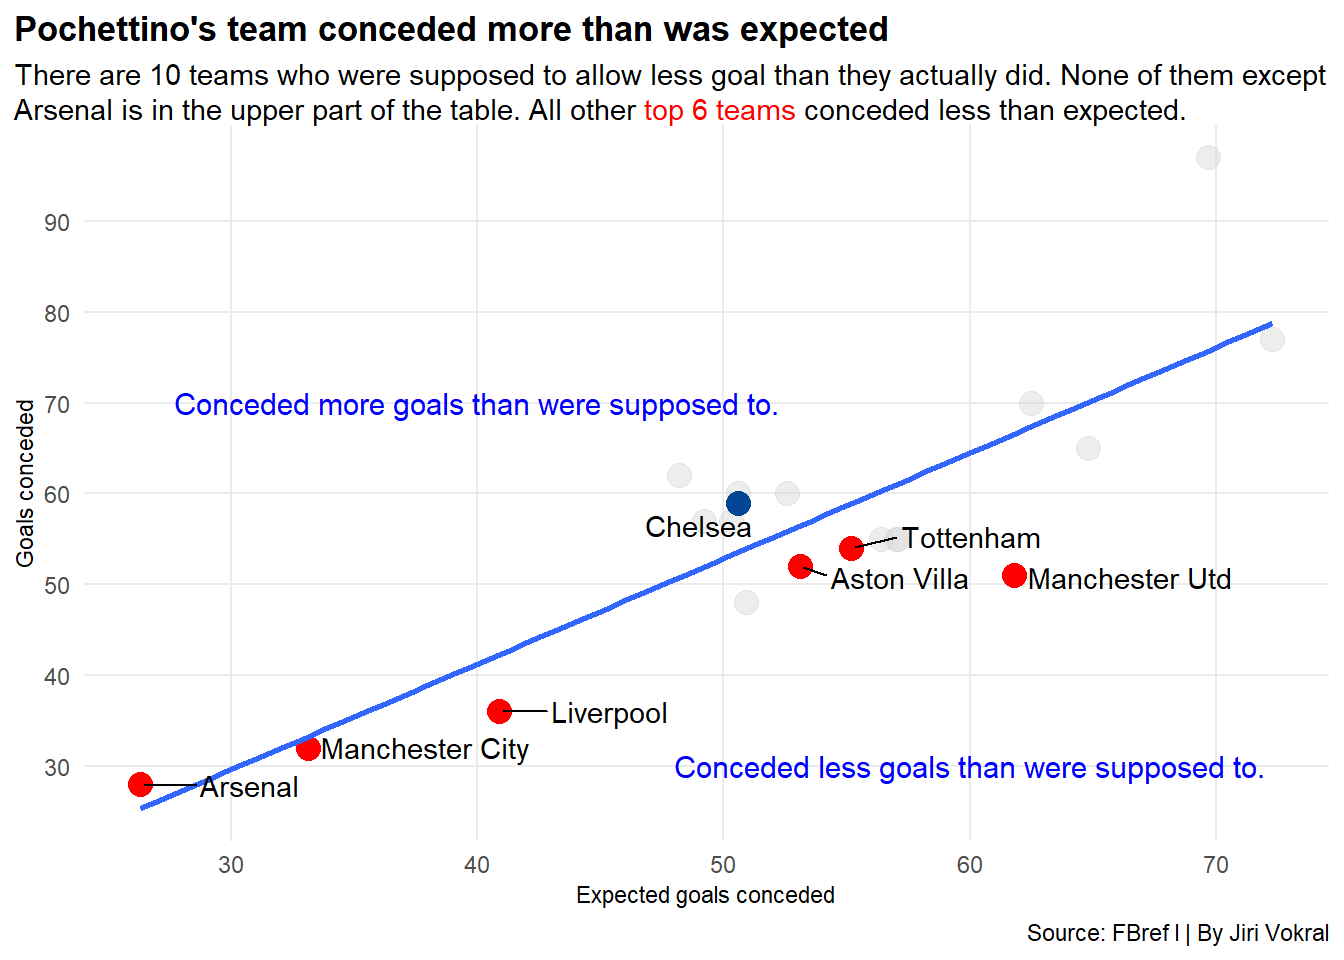 Pochettino's team conceded more than was expected
There are 10 teams who were supposed to allow less goal than they actually did. None of them except
Arsenal is in the upper part of the table. All other top 6 teams conceded less than expected.
90
80
70
60
50
40
30
Goals conceded
Conceded more goals than were supposed to.
Chelsea
Tottenham
Aston Villa
Manchester Utd
Liverpool
Manchester City
Arsenal
Conceded less goals than were supposed to.
30
40
50
60
70
Expected goals conceded
Source: FBref l | By Jiri Vokral